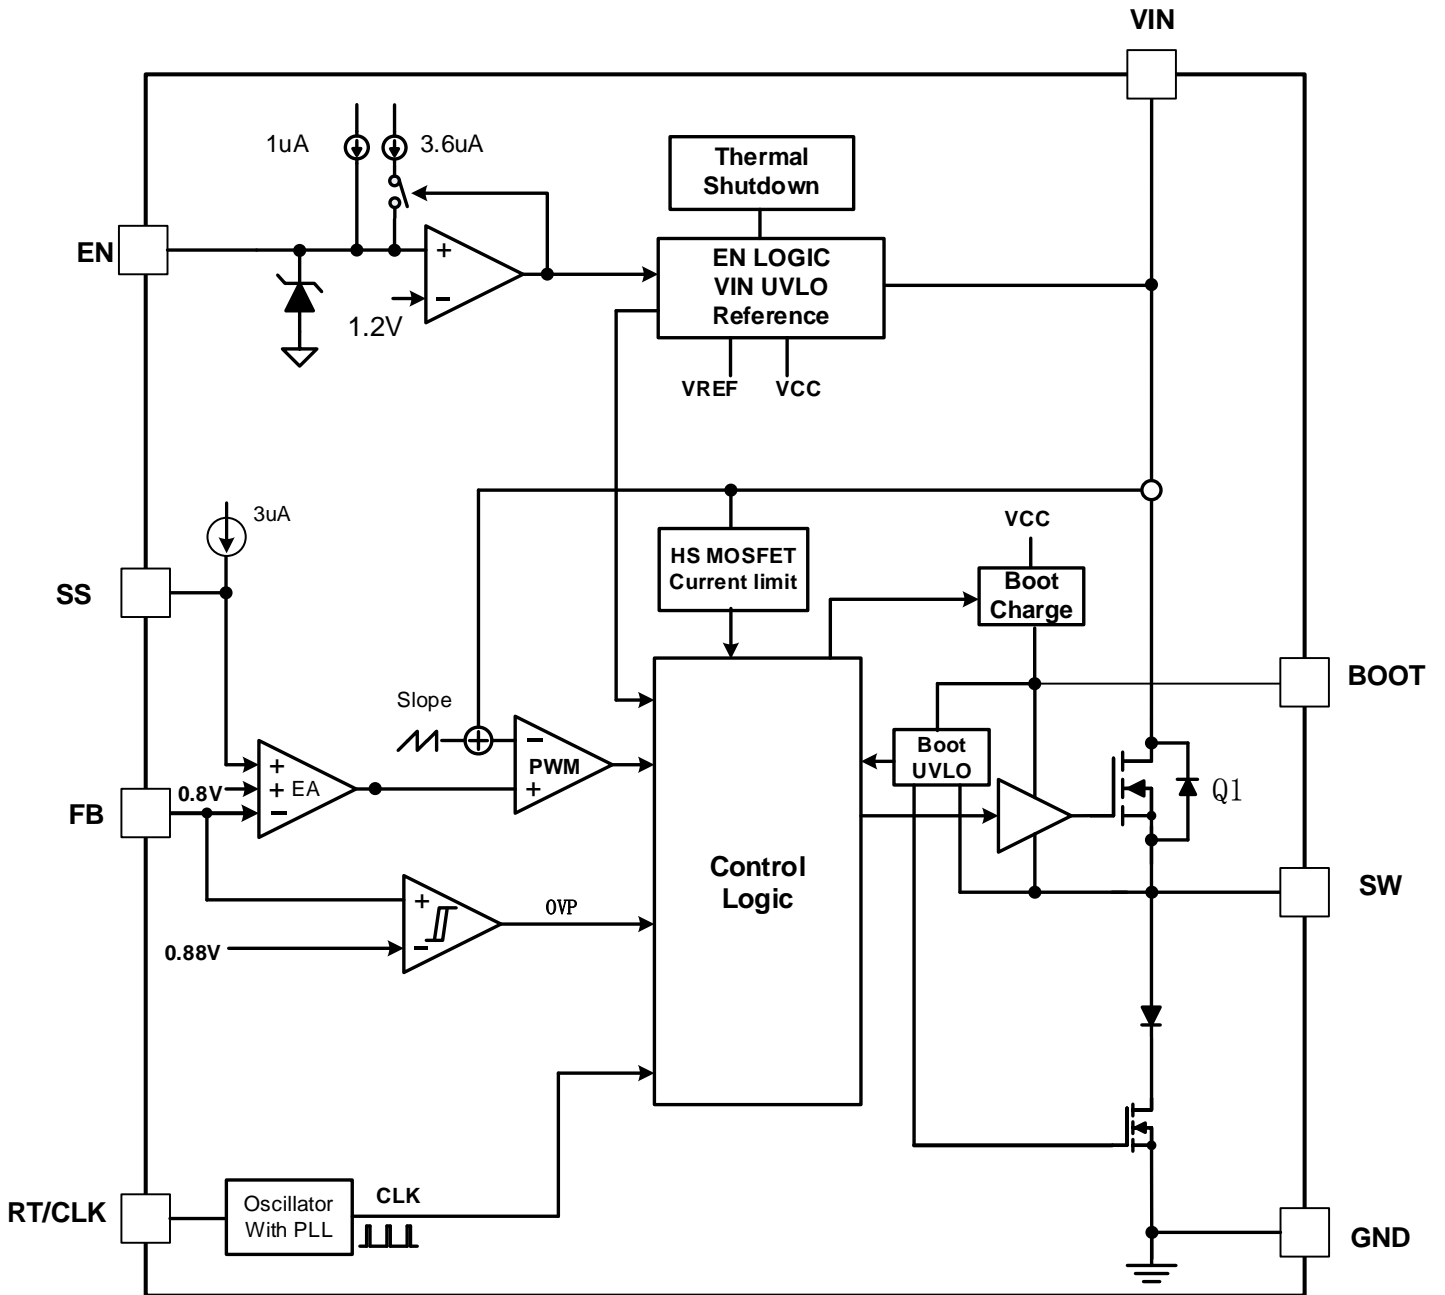 VIN
1uA
3.6uA
Thermal
Shutdown
EN
+
−
1.2V
EN LOGIC
VIN UVLO
Reference
VREF
VCC
3uA
SS
HS MOSFET
Current limit
VCC
Boot
Charge
BOOT
Slope
−
PWM
+
Boot
UVLO
+
0.8V
+ EA
−
FB
Q1
Control
Logic
SW
+
OVP
−
0.88V
RT/CLK
Oscillator
With PLL
CLK
GND